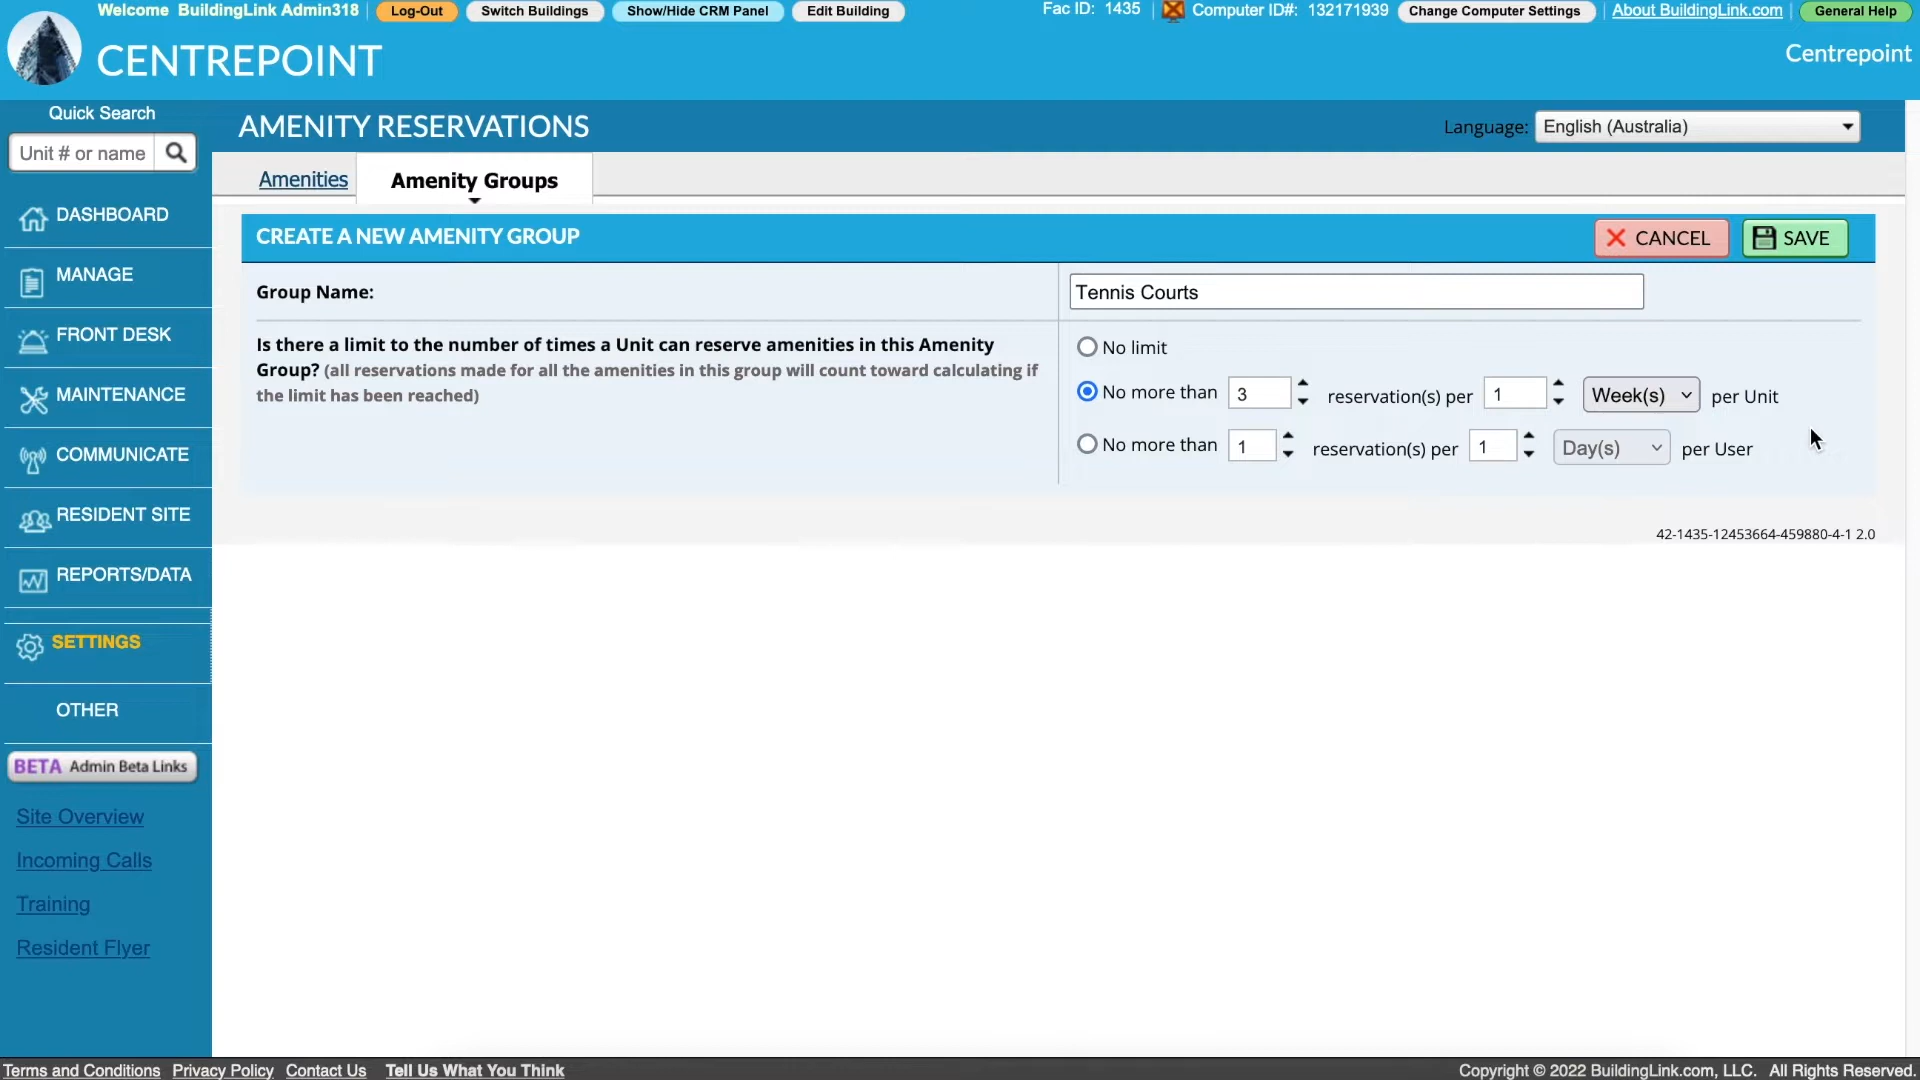 Welcome BuildingLink Admin318 Log-Out Switch Buildings Show/Hide CRM Panel Edit Building Fac ID: 1435 Computer ID#: 132171939 Change Computer Settings About BuildingLink.com General Help
CENTREPOINT
Centrepoint
Quick Search
Unit # or name
AMENITY RESERVATIONS
Language: English (Australia)
Amenities
Amenity Groups
CREATE A NEW AMENITY GROUP
CANCEL
SAVE
Group Name:
Tennis Courts
Is there a limit to the number of times a Unit can reserve amenities in this Amenity
Group? (all reservations made for all the amenities in this group will count toward calculating if
the limit has been reached)
No limit
No more than 3 reservation(s) per 1 Week(s) per Unit
No more than 1 reservation(s) per 1 Day(s) per User
42-1435-12453664-459880-4-1 2.0
DASHBOARD
MANAGE
FRONT DESK
MAINTENANCE
COMMUNICATE
RESIDENT SITE
REPORTS/DATA
SETTINGS
OTHER
BETA Admin Beta Links
Site Overview
Incoming Calls
Training
Resident Flyer
Terms and Conditions Privacy Policy Contact Us Tell Us What You Think
Copyright © 2022 BuildingLink.com, LLC. All Rights Reserved.